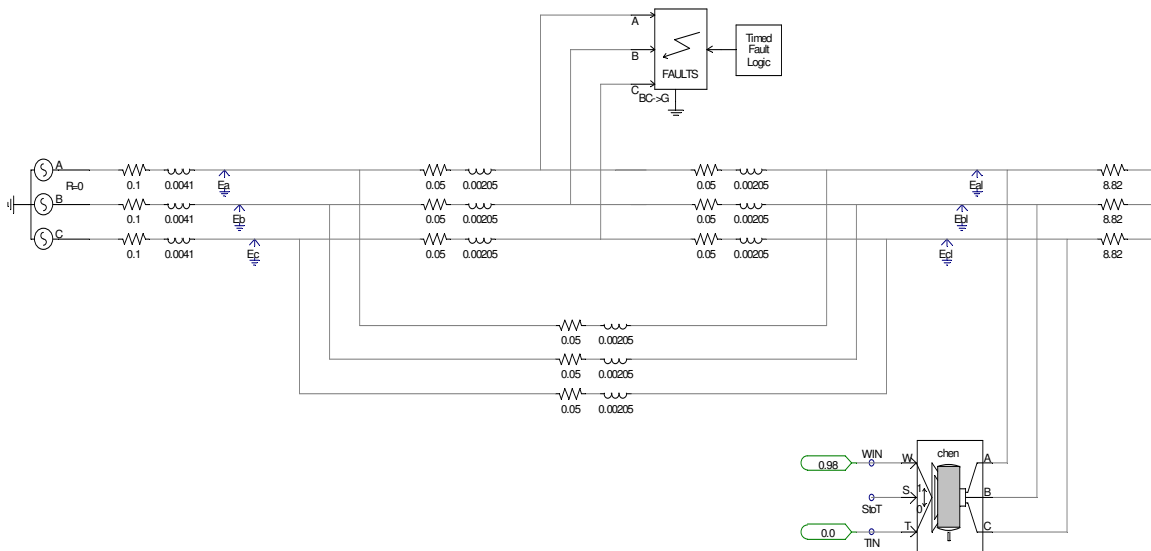 A
B
C
FAULTS
BC->G
Timed
Fault
Logic
A
R=0
B
C
0.1
0.0041
Ea
0.05
0.00205
0.05
0.00205
Eal
8.82
0.1
0.0041
Eb
0.05
0.00205
0.05
0.00205
Ebl
8.82
0.1
0.0041
Ec
0.05
0.00205
0.05
0.00205
Ecl
8.82
0.05
0.00205
0.05
0.00205
0.05
0.00205
0.98
WIN
W
chen
A
StoT
S
1
0
B
0.0
TIN
T
C